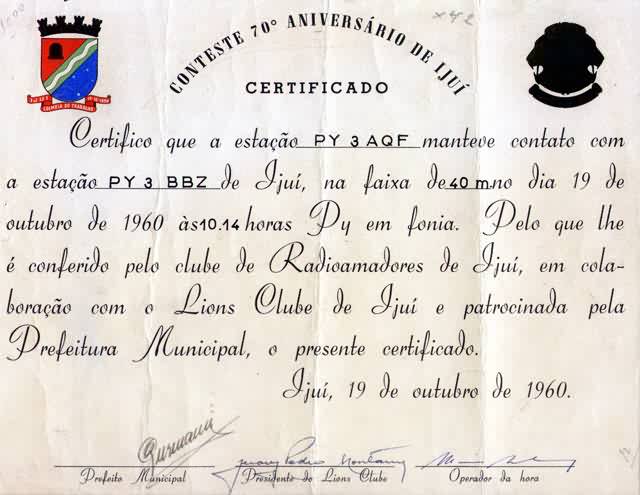 CONTESTE 70º ANIVERSÁRIO DE IJUÍ
CERTIFICADO
COLMEIA DO TRABALHO
Certifico que a estação PY 3 AQF manteve contato com
a estação PY 3 BBZ de Ijuí, na faixa de 40 m. no dia 19 de
outubro de 1960 às 10.14 horas Py em fonia. Pelo que lhe
é conferido pelo clube de Radioamadores de Ijuí, em cola-
boração com o Lions Clube de Ijuí e patrocinada pela
Prefeitura Municipal, o presente certificado.
Ijuí, 19 de outubro de 1960.
Prefeito Municipal
Presidente do Lions Clube
Operador da hora